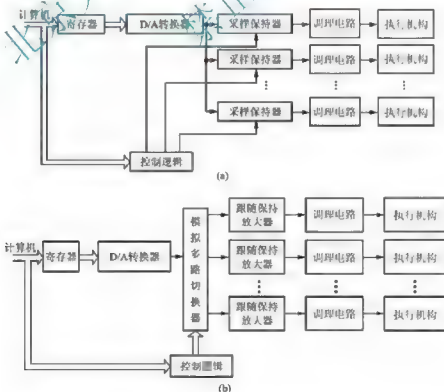 计算机
寄存器
D/A转换器
采样保持器
调理电路
执行机构
采样保持器
调理电路
执行机构
采样保持器
调理电路
执行机构
控制逻辑
(a)
计算机
寄存器
D/A转换器
模拟多路切换器
跟随保持
放大器
调理电路
执行机构
跟随保持
放大器
调理电路
执行机构
跟随保持
放大器
调理电路
执行机构
控制逻辑
(b)